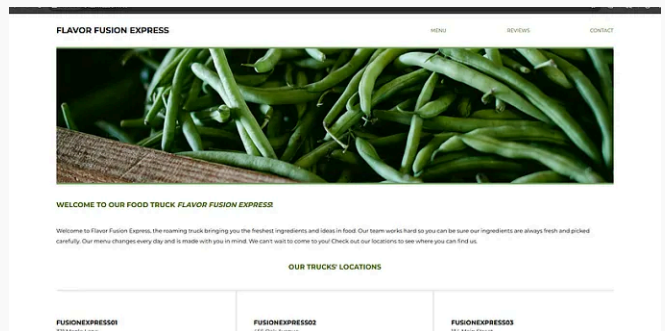 FLAVOR FUSION EXPRESS
MENU REVIEWS CONTACT
WELCOME TO OUR FOOD TRUCK FLAVOR FUSION EXPRESS!
Welcome to Flavor Fusion Express, the roaming truck bringing you the freshest ingredients and ideas in food. Our team works hard so you can be sure our ingredients are always fresh and picked
carefully. Our menu changes every day and is made with you in mind. We can't wait to come to you! Check out our locations to see where you can find us.
OUR TRUCKS' LOCATIONS
FUSIONEXPRESS01 FUSIONEXPRESS02 FUSIONEXPRESS03